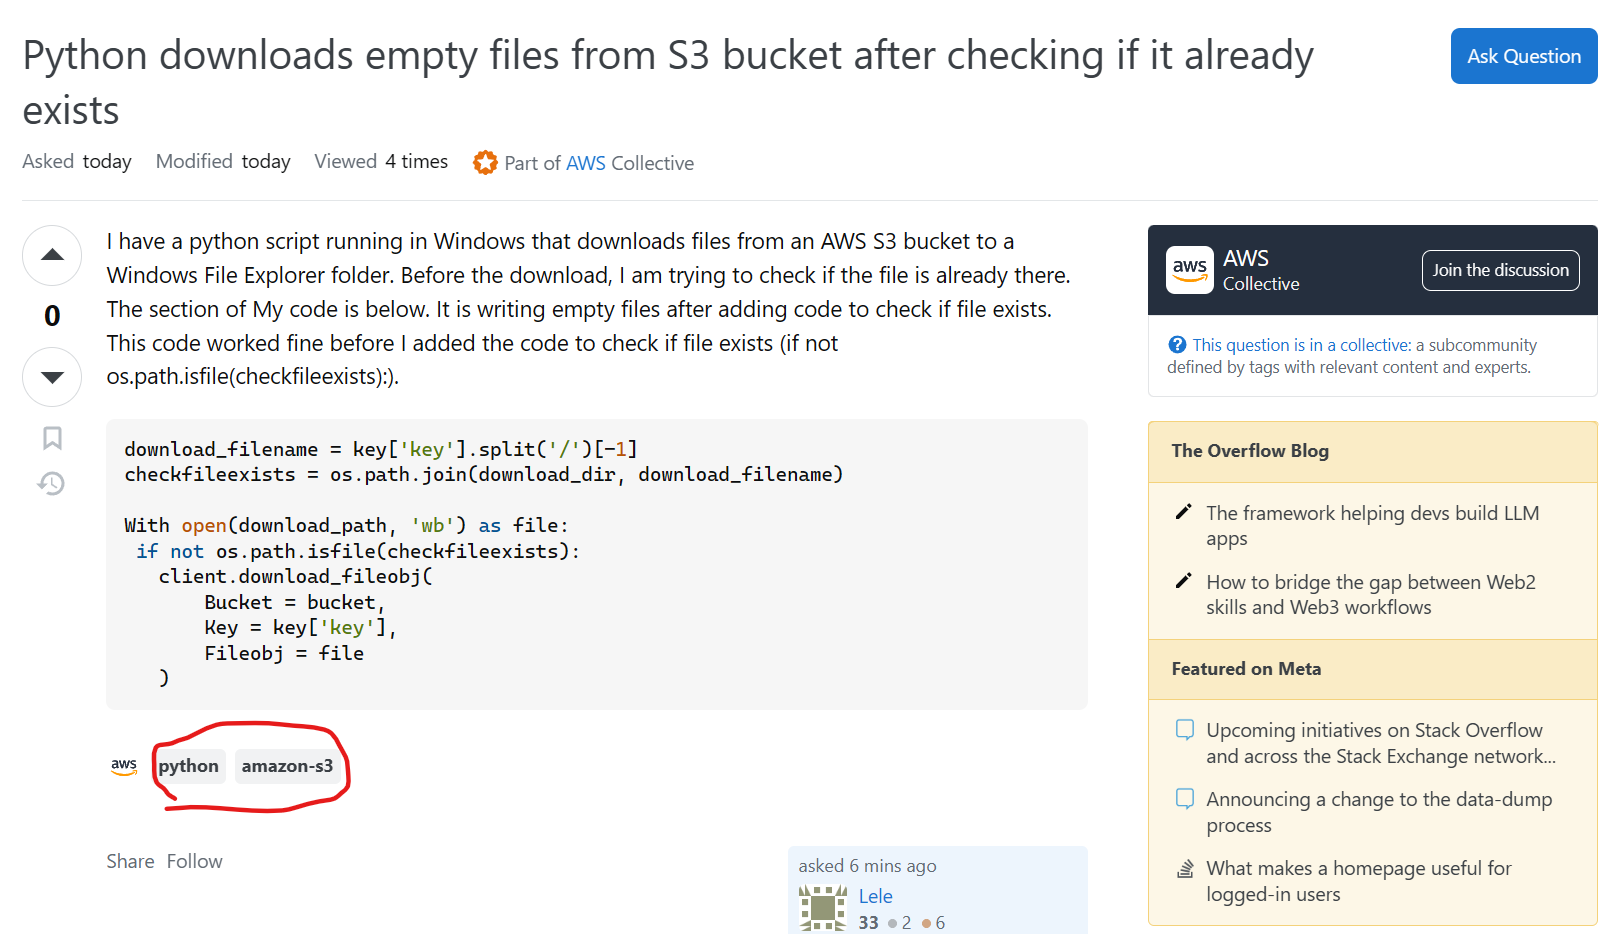 Python downloads empty files from S3 bucket after checking if it already
exists
Ask Question
Asked today Modified today Viewed 4 times Part of AWS Collective
0
I have a python script running in Windows that downloads files from an AWS S3 bucket to a
Windows File Explorer folder. Before the download, I am trying to check if the file is already there.
The section of My code is below. It is writing empty files after adding code to check if file exists.
This code worked fine before I added the code to check if file exists (if not
os.path.isfile(checkfileexists):).
download_filename = key['key'].split('/')[-1]
checkfileexists = os.path.join(download_dir, download_filename)
With open(download_path, 'wb') as file:
 if not os.path.isfile(checkfileexists):
   client.download_fileobj(
       Bucket = bucket,
       Key = key['key'],
       Fileobj = file
   )
aws python amazon-s3
Share Follow
asked 6 mins ago
Lele
33 2 6
aws AWS
Collective
Join the discussion
? This question is in a collective: a subcommunity
defined by tags with relevant content and experts.
The Overflow Blog
The framework helping devs build LLM
apps
How to bridge the gap between Web2
skills and Web3 workflows
Featured on Meta
Upcoming initiatives on Stack Overflow
and across the Stack Exchange network...
Announcing a change to the data-dump
process
What makes a homepage useful for
logged-in users